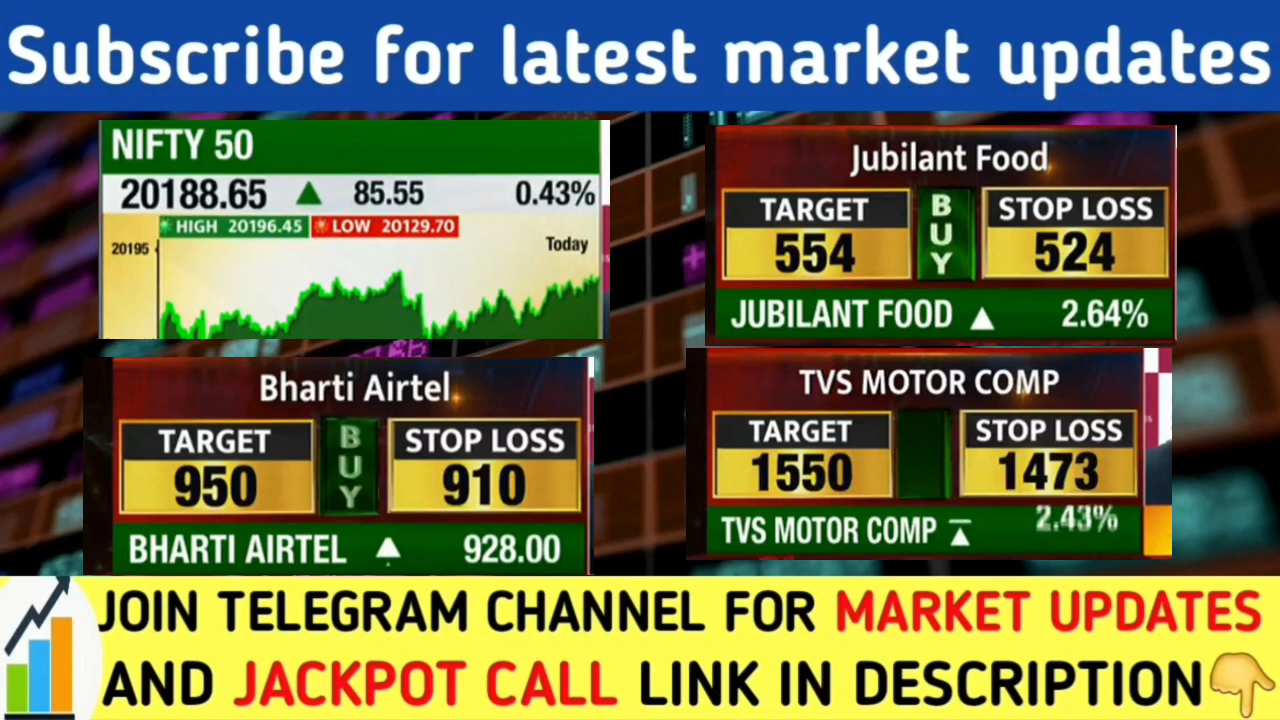 Subscribe for latest market updates
NIFTY 50
20188.65 ▲ 85.55 0.43%
HIGH 20196.45 LOW 20129.70
20195 Today
Jubilant Food
TARGET BUY STOP LOSS
554 524
JUBILANT FOOD ▲ 2.64%
Bharti Airtel
TARGET BUY STOP LOSS
950 910
BHARTI AIRTEL ▲ 928.00
TVS MOTOR COMP
TARGET STOP LOSS
1550 1473
TVS MOTOR COMP 2.43%
JOIN TELEGRAM CHANNEL FOR MARKET UPDATES
AND JACKPOT CALL LINK IN DESCRIPTION👇